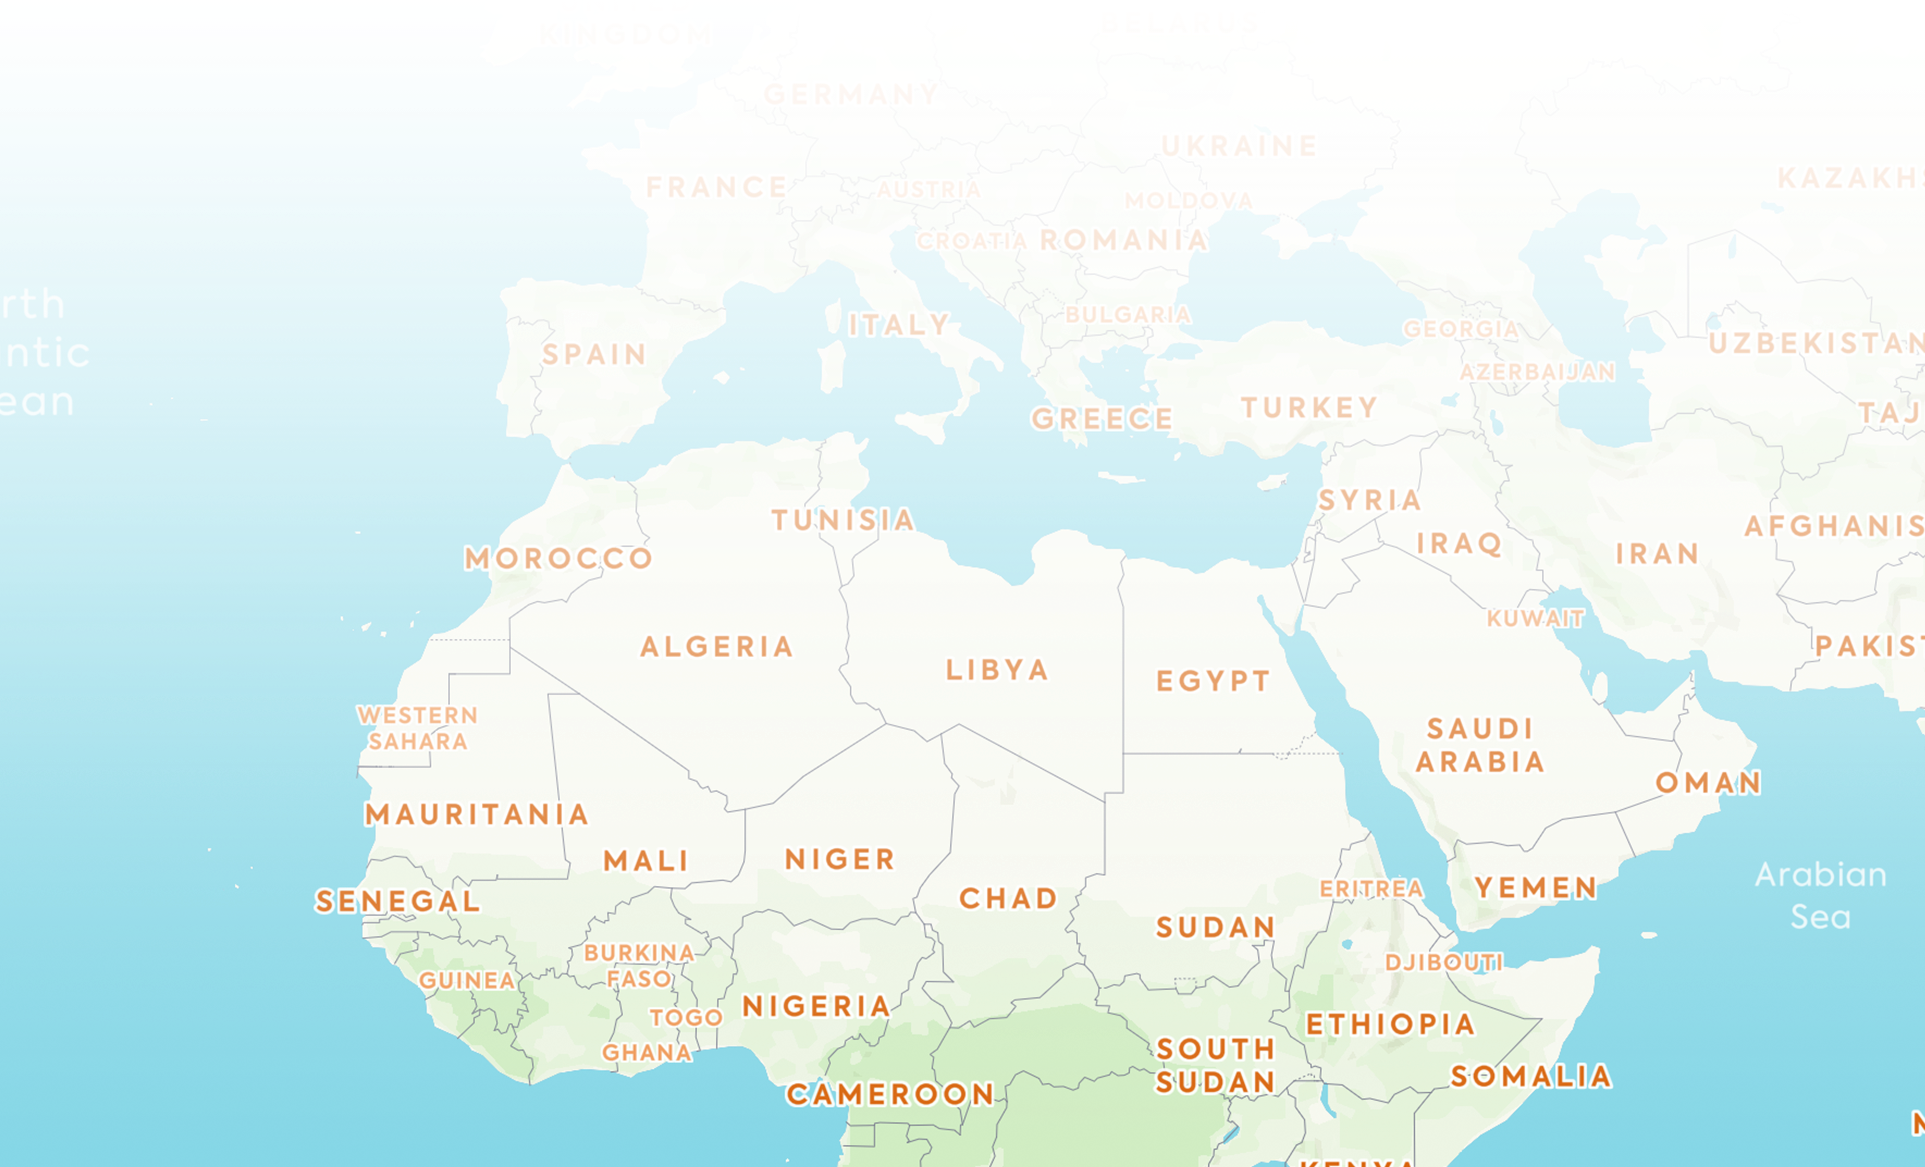 BELARUS
KINGDOM
GERMANY
UKRAINE
KAZAKHS
FRANCE
AUSTRIA
MOLDOVA
CROATIA
ROMANIA
rth
ntic
ean
BULGARIA
ITALY
GEORGIA
UZBEKISTAN
SPAIN
AZERBAIJAN
TURKEY
TAJ
GREECE
SYRIA
TUNISIA
AFGHANIS
IRAQ
IRAN
MOROCCO
KUWAIT
ALGERIA
PAKIST
LIBYA
EGYPT
WESTERN
SAHARA
SAUDI
ARABIA
OMAN
MAURITANIA
MALI
NIGER
Arabian
Sea
ERITREA
YEMEN
SENEGAL
CHAD
SUDAN
BURKINA
FASO
DJIBOUTI
GUINEA
NIGERIA
TOGO
ETHIOPIA
GHANA
SOUTH
SUDAN
SOMALIA
CAMEROON
KENYA